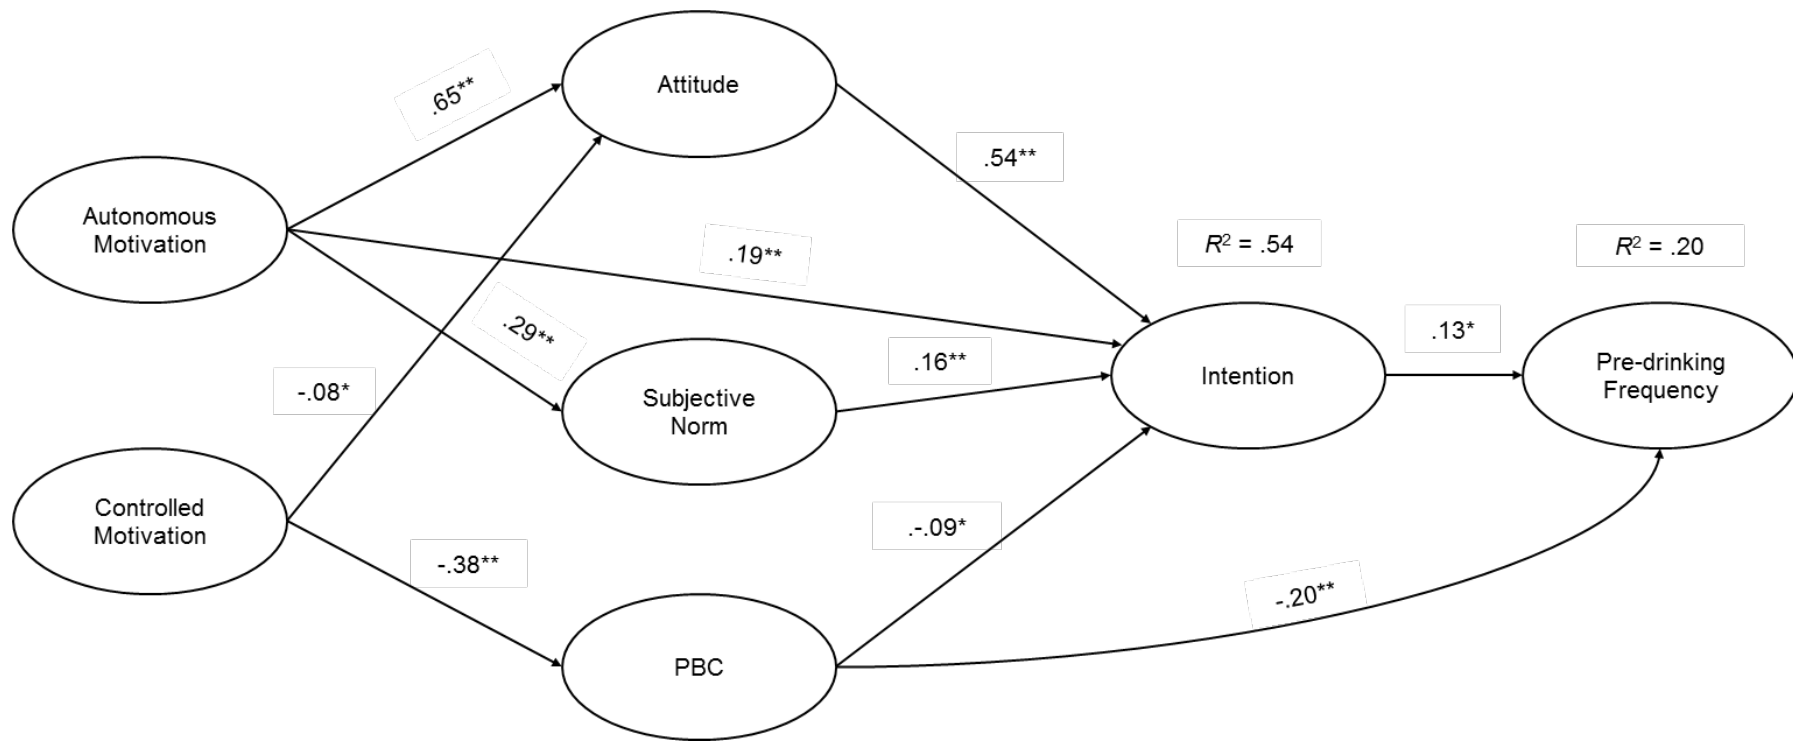 Attitude
.65**
.54**
Autonomous
Motivation
.19**
R² = .54
R² = .20
.29**
.16**
.13*
-.08*
Subjective
Norm
Intention
Pre-drinking
Frequency
Controlled
Motivation
.-.09*
-.38**
-.20**
PBC